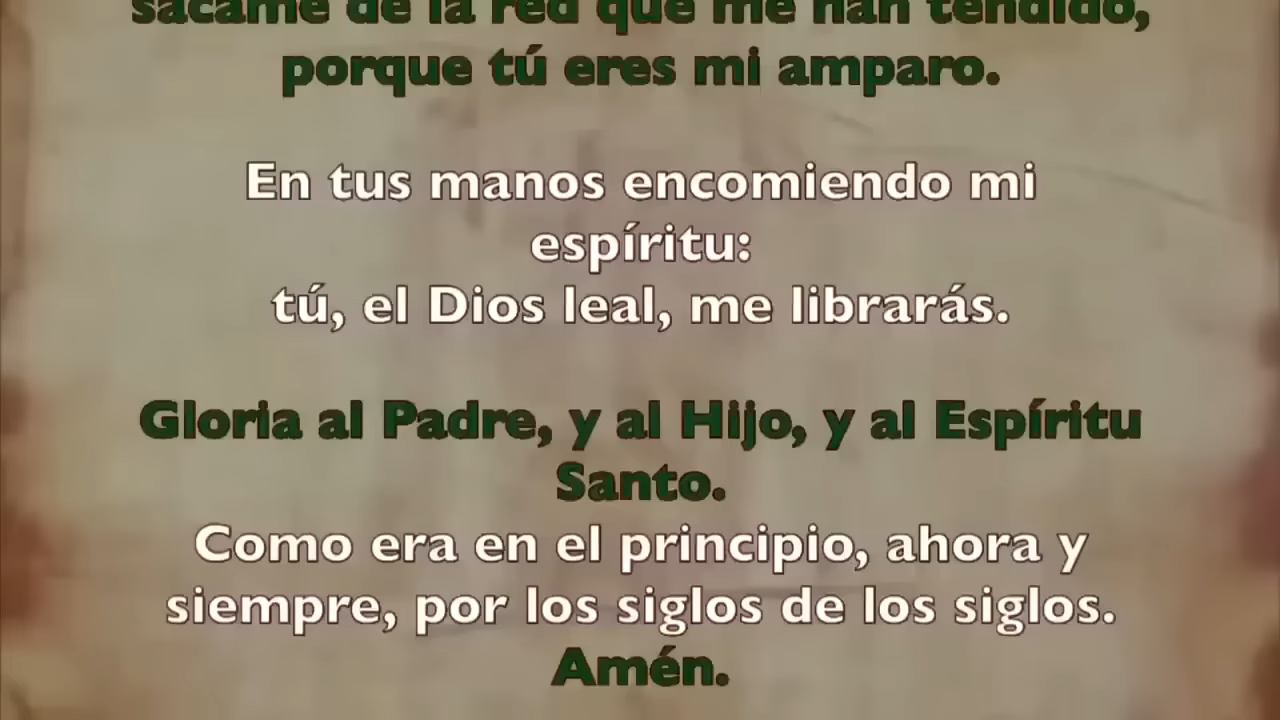 sácame de la red que me han tendido,
porque tú eres mi amparo.
En tus manos encomiendo mi
espíritu:
tú, el Dios leal, me librarás.
Gloria al Padre, y al Hijo, y al Espíritu
Santo.
Como era en el principio, ahora y
siempre, por los siglos de los siglos.
Amén.